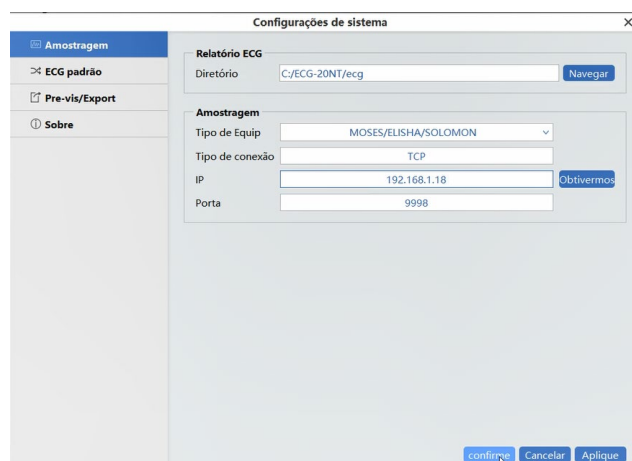 Configurações de sistema
Amostragem
ECG padrão
Pre-vis/Export
Sobre
Relatório ECG
Diretório C:/ECG-20NT/ecg Navegar
Amostragem
Tipo de Equip MOSES/ELISHA/SOLOMON
Tipo de conexão TCP
IP 192.168.1.18 Obtivermos
Porta 9998
confirme Cancelar Aplique